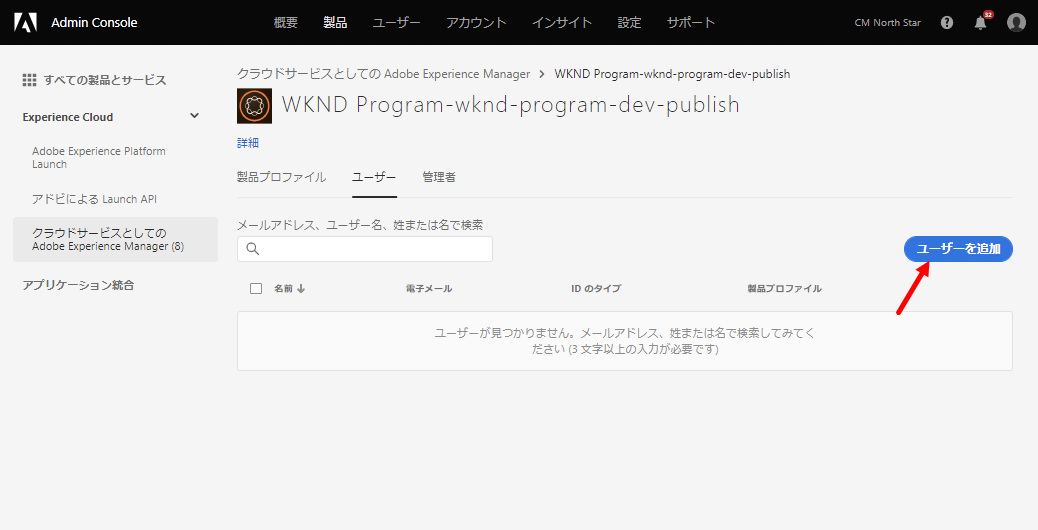 Admin Console
概要 製品 ユーザー アカウント インサイト 設定 サポート
CM North Star
32
すべての製品とサービス
Experience Cloud
Adobe Experience Platform
Launch
アドビによる Launch API
クラウドサービスとしての
Adobe Experience Manager (8)
アプリケーション統合
クラウドサービスとしての Adobe Experience Manager > WKND Program-wknd-program-dev-publish
WKND Program-wknd-program-dev-publish
詳細
製品プロファイル ユーザー 管理者
メールアドレス、ユーザー名、姓または名で検索
ユーザーを追加
名前 ↓ 電子メール ID のタイプ 製品プロファイル
ユーザーが見つかりません。メールアドレス、姓または名で検索してみてく
ださい (3 文字以上の入力が必要です)